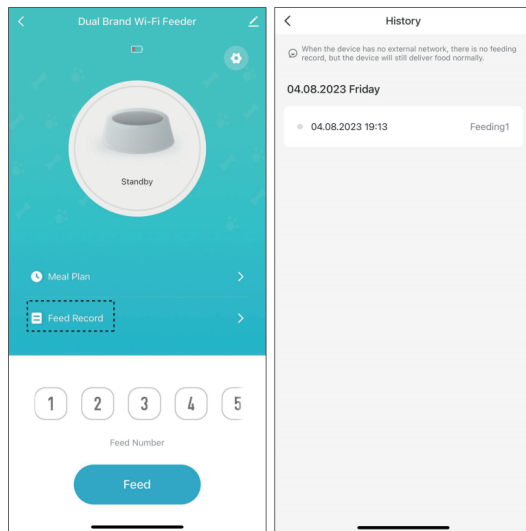 Dual Brand Wi-Fi Feeder
Standby
Meal Plan
Feed Record
1 2 3 4 5
Feed Number
Feed
History
When the device has no external network, there is no feeding
record, but the device will still deliver food normally.
04.08.2023 Friday
04.08.2023 19:13 Feeding1